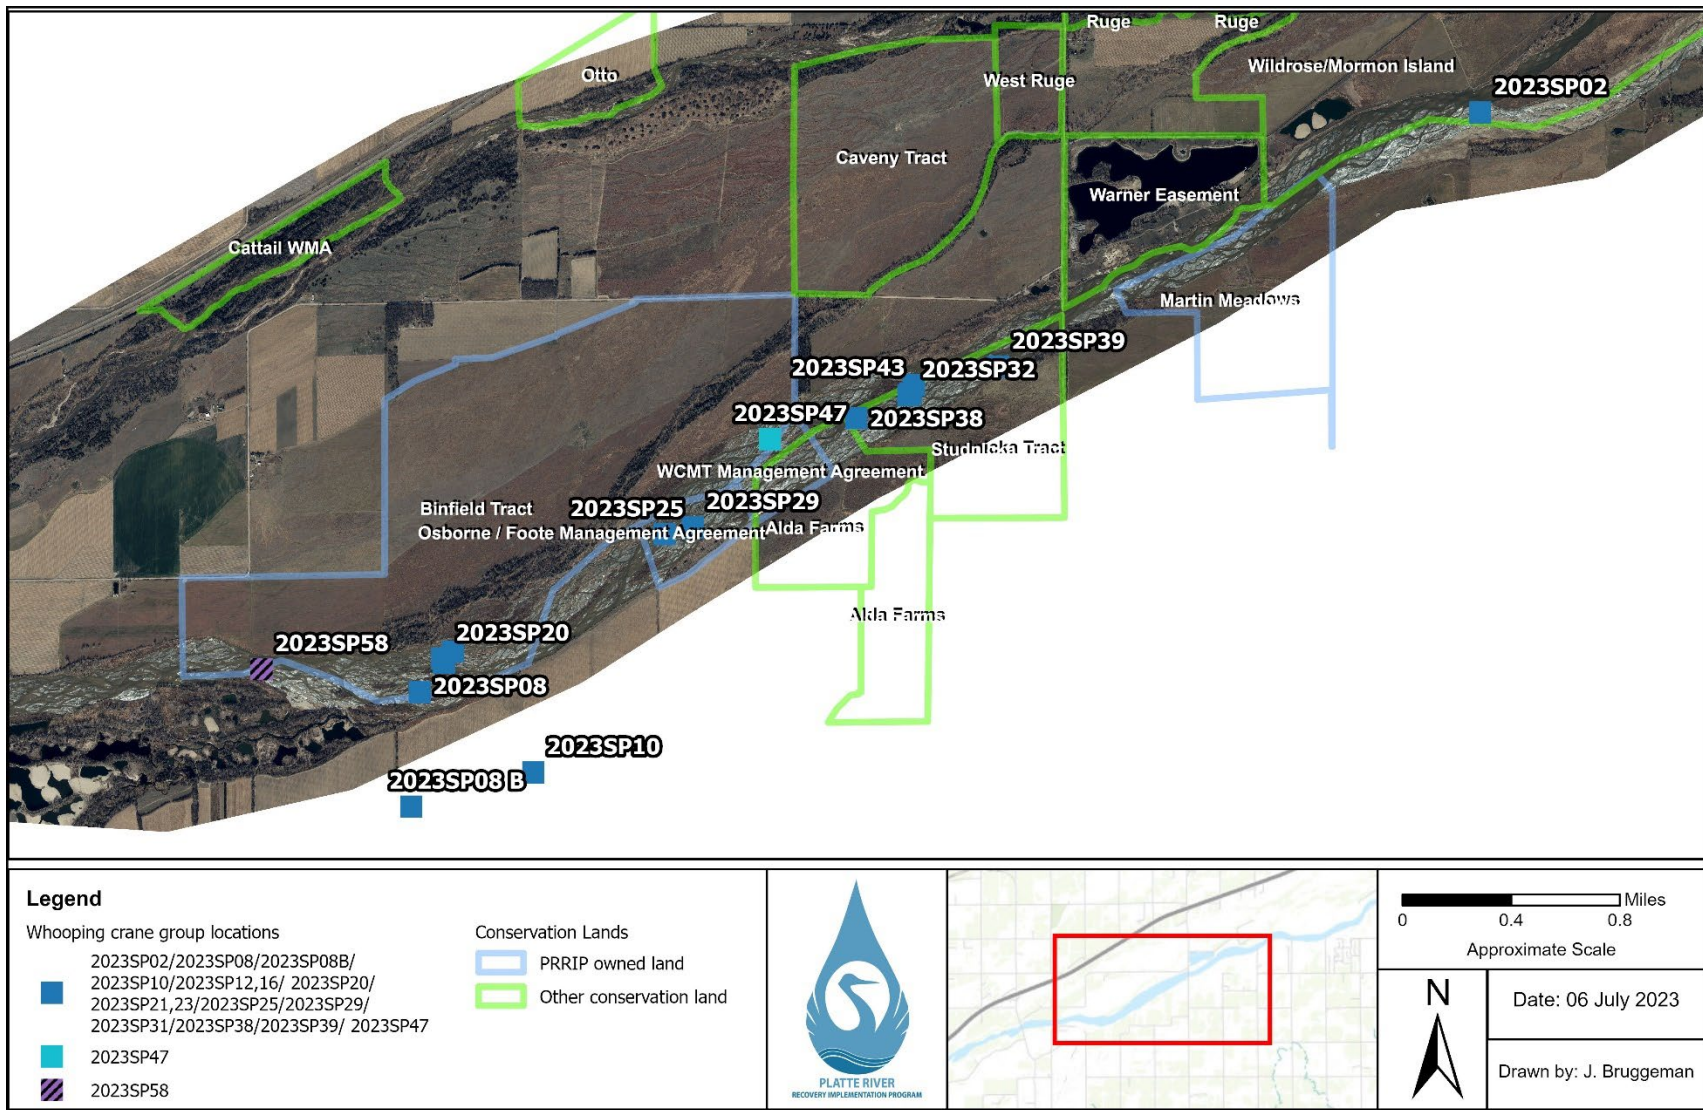 Ruge
Ruge
Otto
West Ruge
Wildrose/Mormon Island
2023SP02
Caveny Tract
Warner Easement
Cattail WMA
Martin Meadows
2023SP39
2023SP43
2023SP32
2023SP47
2023SP38
Studnicka Tract
WCMT Management Agreement
Binfield Tract
2023SP25
2023SP29
Osborne / Foote Management Agreement
Alda Farms
Alda Farms
2023SP58
2023SP20
2023SP08
2023SP10
2023SP08 B
Legend
Whooping crane group locations
2023SP02/2023SP08/2023SP08B/
2023SP10/2023SP12,16/ 2023SP20/
2023SP21,23/2023SP25/2023SP29/
2023SP31/2023SP38/2023SP39/ 2023SP47
2023SP47
2023SP58
Conservation Lands
PRRIP owned land
Other conservation land
PLATTE RIVER
RECOVERY IMPLEMENTATION PROGRAM
Miles
0 0.4 0.8
Approximate Scale
N
Date: 06 July 2023
Drawn by: J. Bruggeman